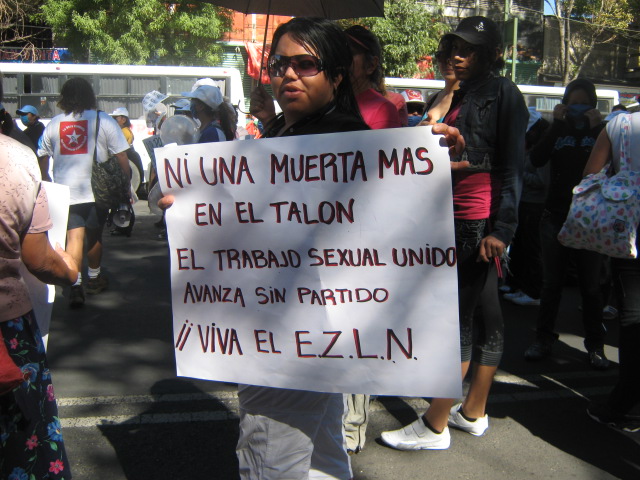 NI UNA MUERTA MAS
EN EL TALON
EL TRABAJO SEXUAL UNIDO
AVANZA SIN PARTIDO
¡¡ VIVA EL E.Z.L.N.